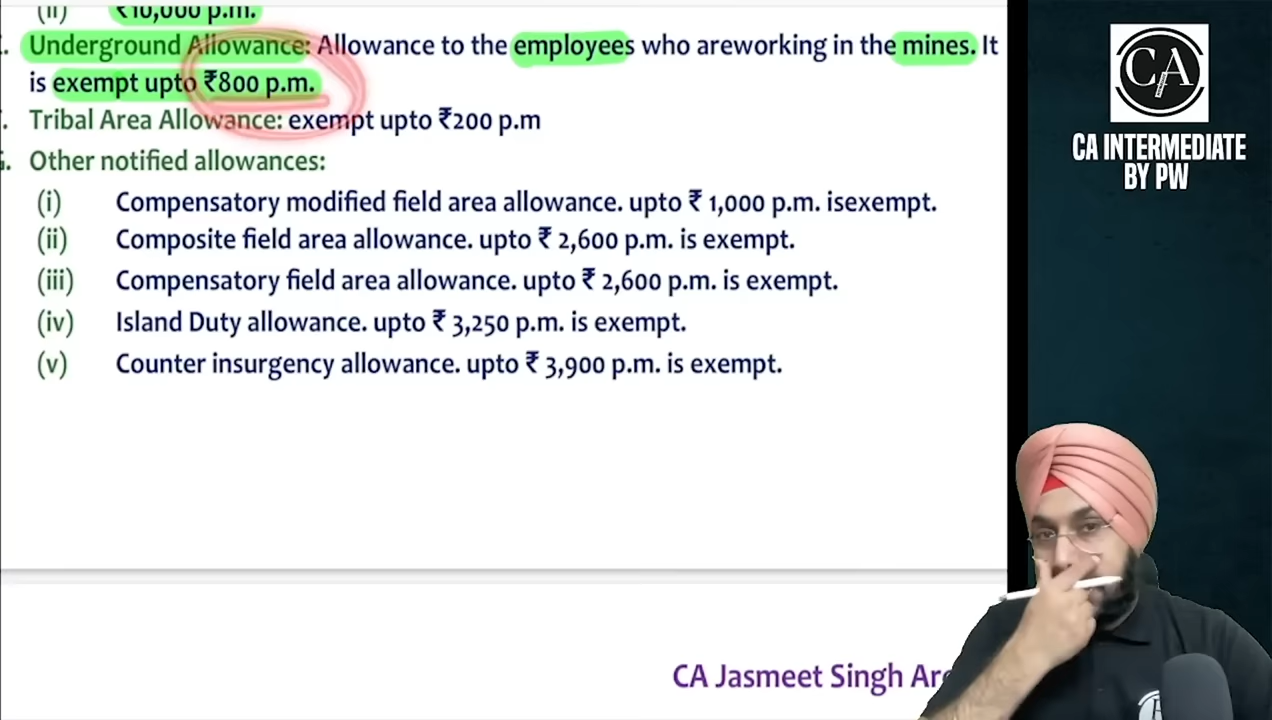 (ii) ₹10,000 p.m.
Underground Allowance: Allowance to the employees who areworking in the mines. It
is exempt upto ₹800 p.m.
Tribal Area Allowance: exempt upto ₹200 p.m
Other notified allowances:
(i) Compensatory modified field area allowance. upto ₹ 1,000 p.m. isexempt.
(ii) Composite field area allowance. upto ₹ 2,600 p.m. is exempt.
(iii) Compensatory field area allowance. upto ₹ 2,600 p.m. is exempt.
(iv) Island Duty allowance. upto ₹ 3,250 p.m. is exempt.
(v) Counter insurgency allowance. upto ₹ 3,900 p.m. is exempt.
CA Jasmeet Singh
CA
CA INTERMEDIATE
BY PW